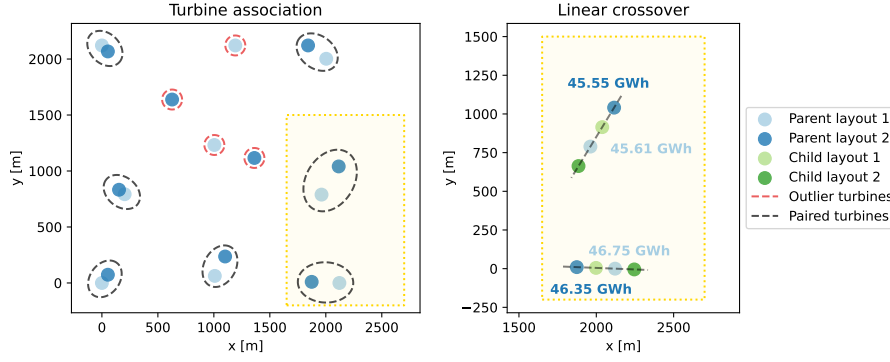 Turbine association
Linear crossover
2000
1500
1000
500
0
y [m]
0
500
1000
1500
2000
2500
x [m]
1500
1250
1000
750
500
250
0
−250
y [m]
1500
2000
2500
x [m]
45.55 GWh
45.61 GWh
46.75 GWh
46.35 GWh
Parent layout 1
Parent layout 2
Child layout 1
Child layout 2
Outlier turbines
Paired turbines